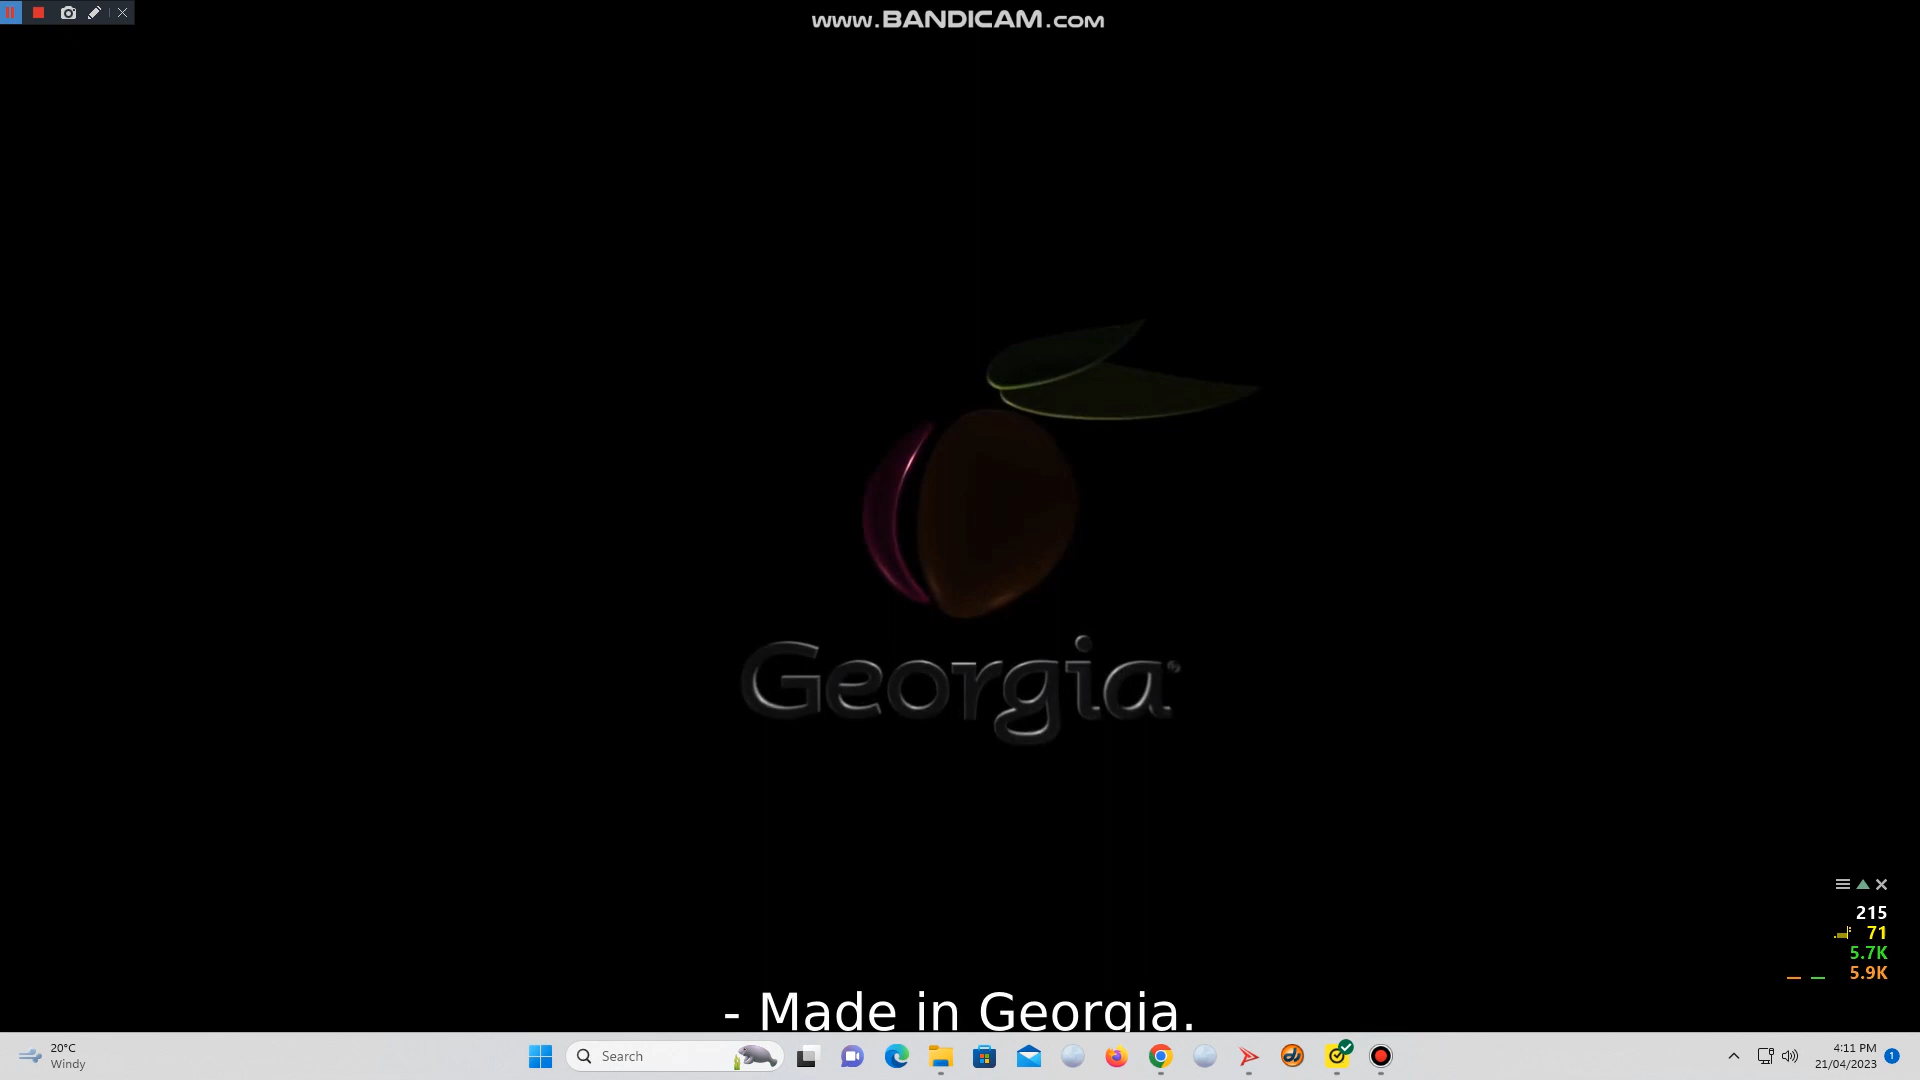 www.BANDICAM.com
Georgia®
215
71
5.7K
5.9K
- Made in Georgia.
20°C
Windy
Search
4:11 PM
21/04/2023
1